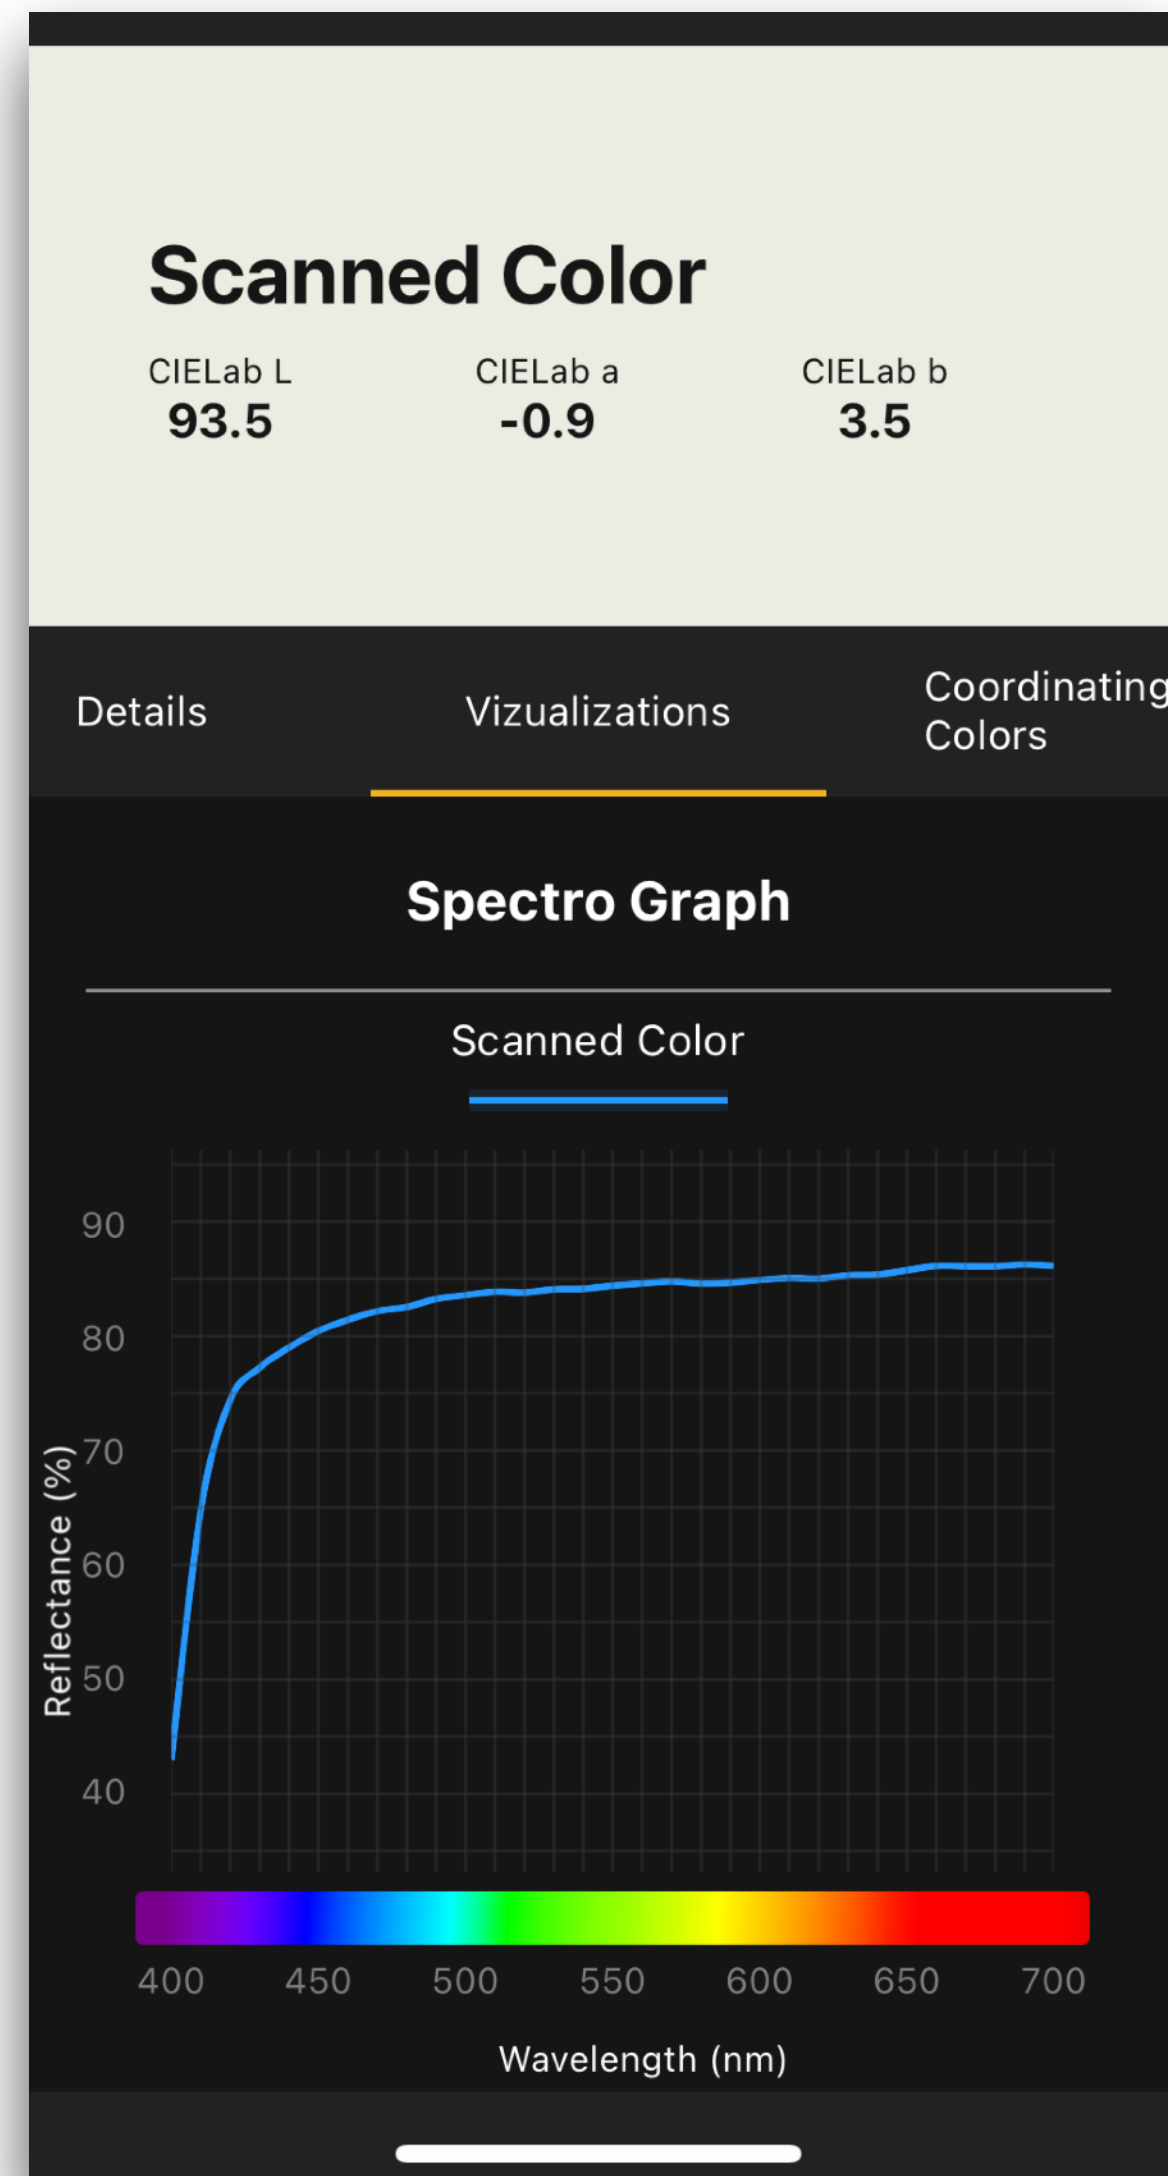 Scanned Color
CIELab L CIELab a CIELab b
93.5 -0.9 3.5
Details Vizualizations Coordinating
Colors
Spectro Graph
Scanned Color
90
80
70
60
50
40
Reflectance (%)
400 450 500 550 600 650 700
Wavelength (nm)